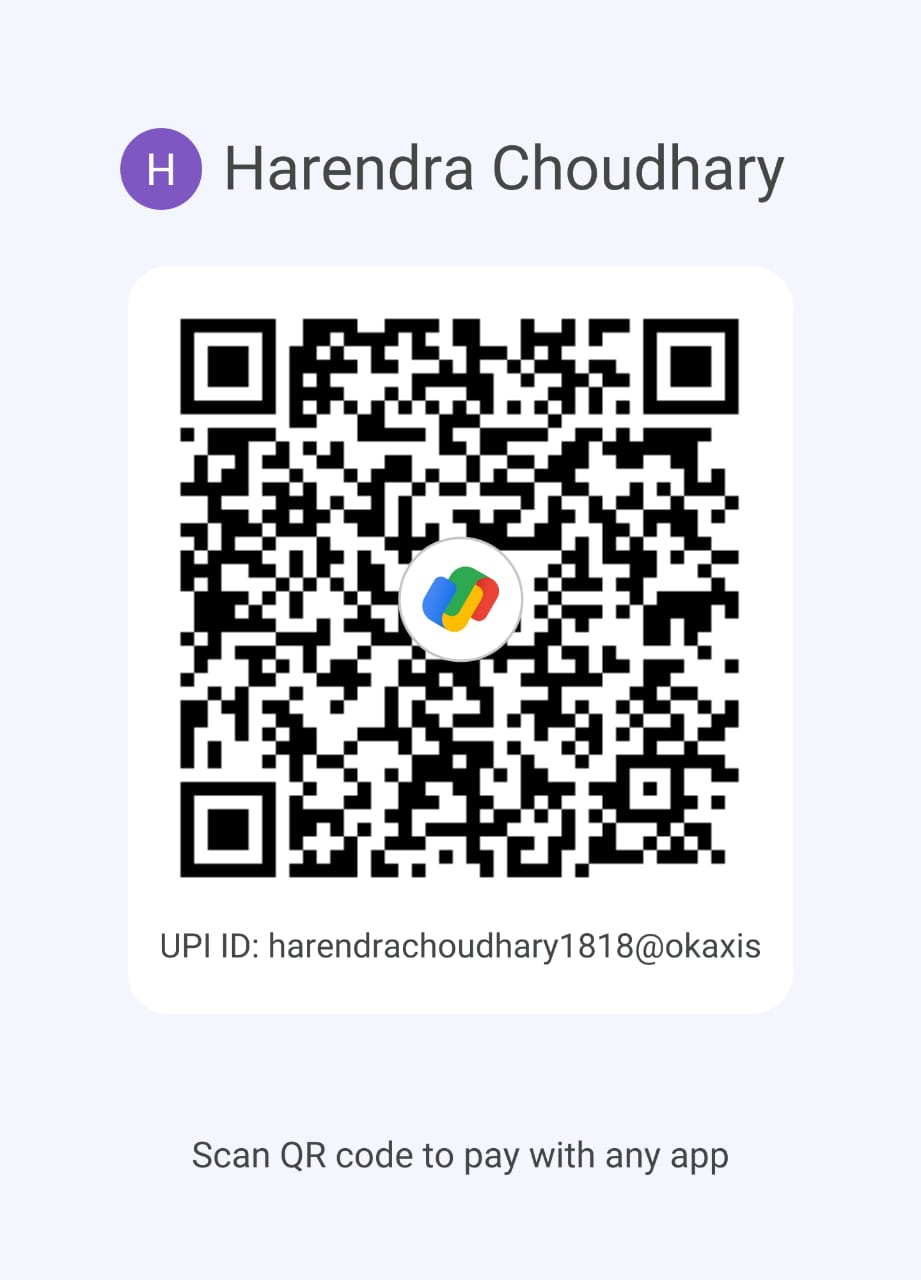 H Harendra Choudhary
UPI ID: harendrachoudhary1818@okaxis
Scan QR code to pay with any app